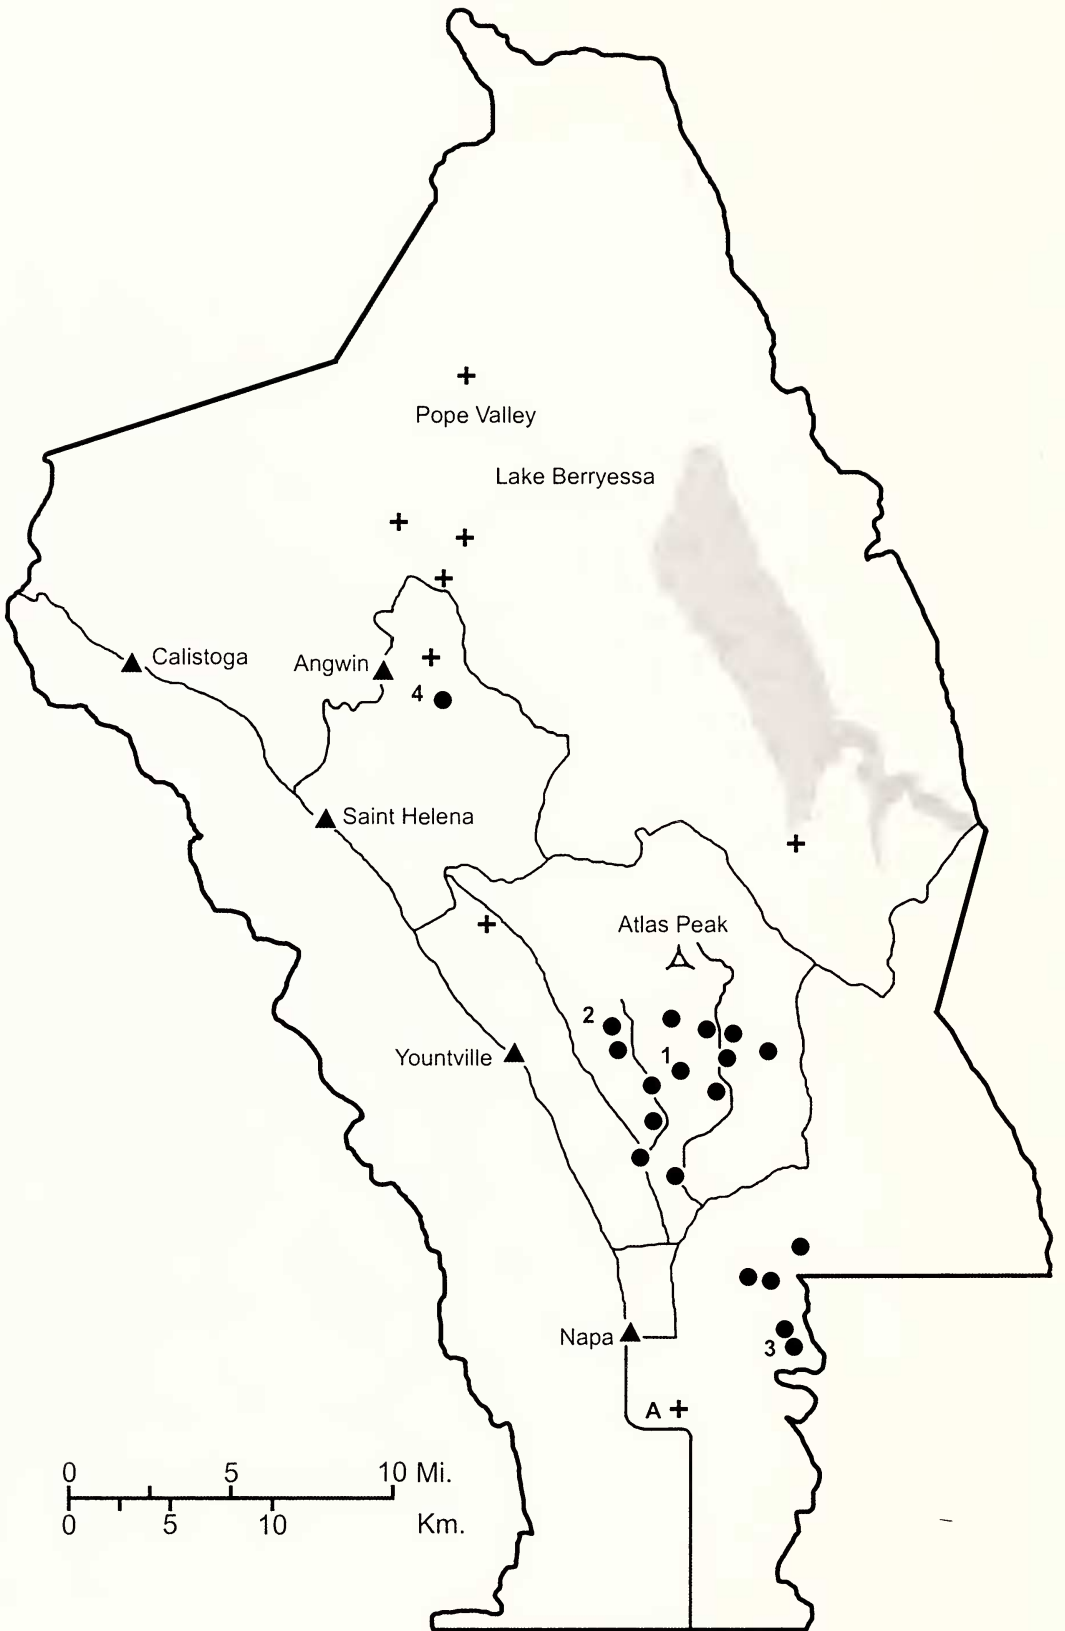 Pope Valley
Lake Berryessa
Calistoga
Angwin
4
Saint Helena
Atlas Peak
2
1
Yountville
Napa
3
A
0 5 10 Mi.
0 5 10 Km.